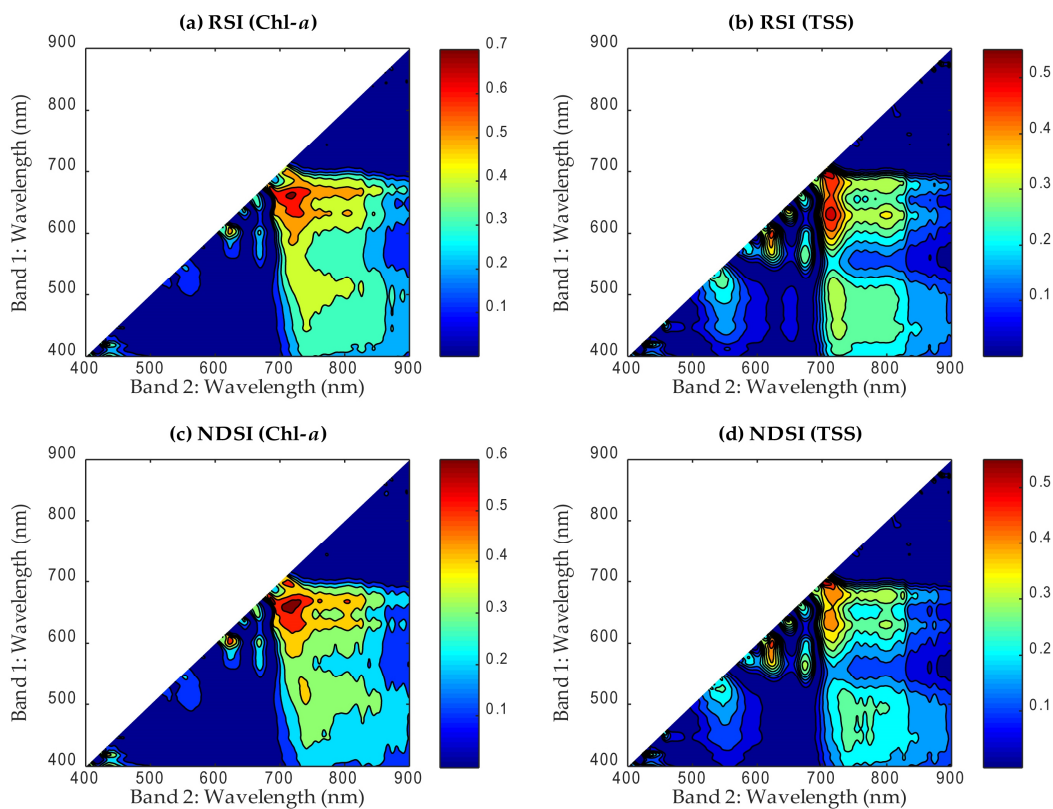 (a) RSI (Chl-a)
900
800
700
600
500
400
Band 1: Wavelength (nm)
400 500 600 700 800 900
Band 2: Wavelength (nm)
0.7
0.6
0.5
0.4
0.3
0.2
0.1
(b) RSI (TSS)
900
800
700
600
500
400
Band 1: Wavelength (nm)
400 500 600 700 800 900
Band 2: Wavelength (nm)
0.5
0.4
0.3
0.2
0.1
(c) NDSI (Chl-a)
900
800
700
600
500
400
Band 1: Wavelength (nm)
400 500 600 700 800 900
Band 2: Wavelength (nm)
0.6
0.5
0.4
0.3
0.2
0.1
(d) NDSI (TSS)
900
800
700
600
500
400
Band 1: Wavelength (nm)
400 500 600 700 800 900
Band 2: Wavelength (nm)
0.5
0.4
0.3
0.2
0.1